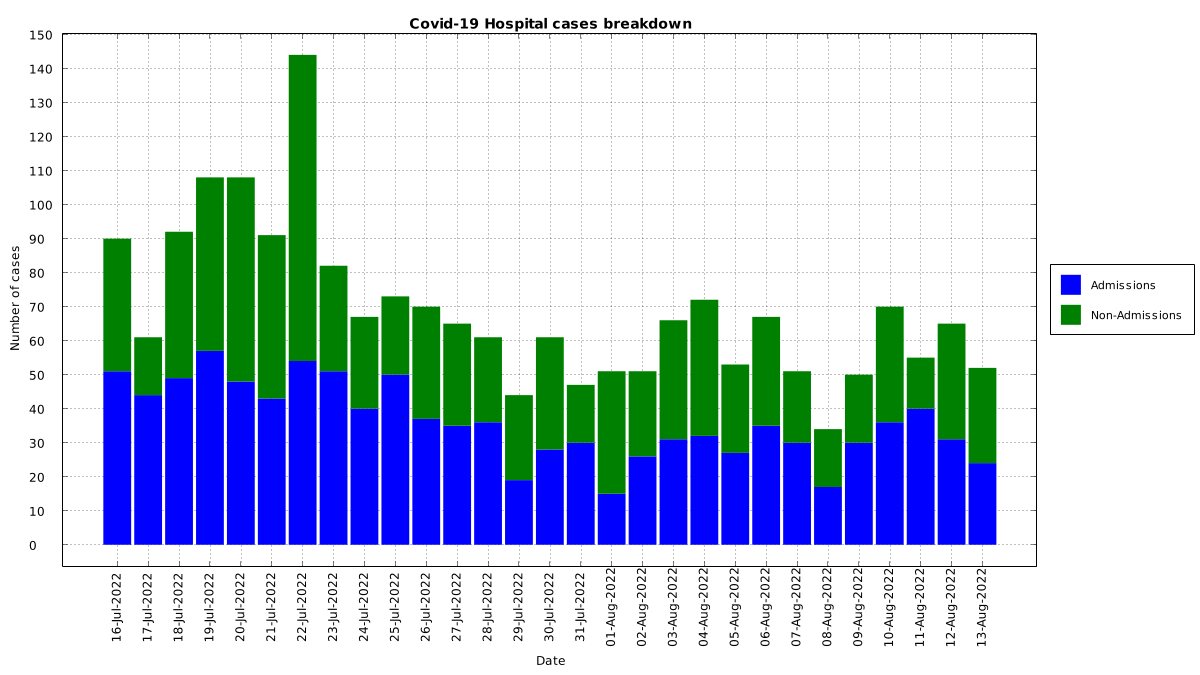 Covid-19 Hospital cases breakdown
150
140
130
120
110
100
90
80
70
60
50
40
30
20
10
0
Number of cases
16-Jul-2022
17-Jul-2022
18-Jul-2022
19-Jul-2022
20-Jul-2022
21-Jul-2022
22-Jul-2022
23-Jul-2022
24-Jul-2022
25-Jul-2022
26-Jul-2022
27-Jul-2022
28-Jul-2022
29-Jul-2022
30-Jul-2022
31-Jul-2022
01-Aug-2022
02-Aug-2022
03-Aug-2022
04-Aug-2022
05-Aug-2022
06-Aug-2022
07-Aug-2022
08-Aug-2022
09-Aug-2022
10-Aug-2022
11-Aug-2022
12-Aug-2022
13-Aug-2022
Date
Admissions
Non-Admissions